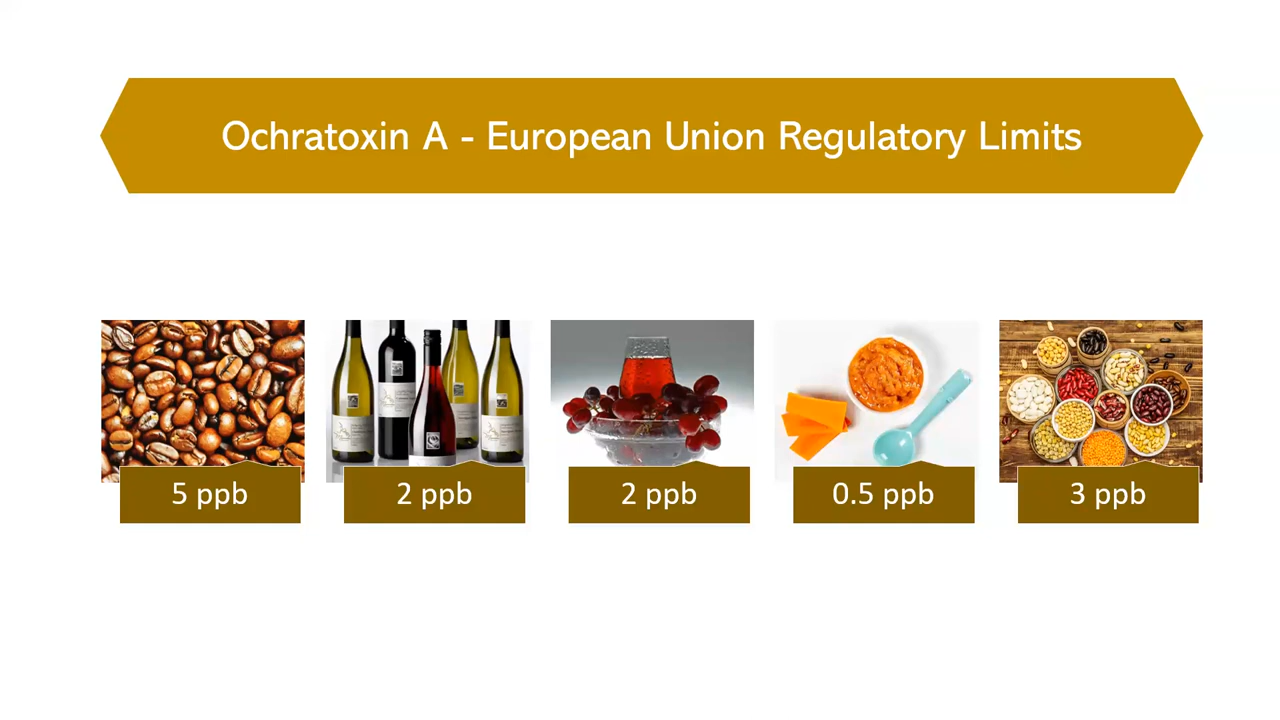 Ochratoxin A - European Union Regulatory Limits
5 ppb
2 ppb
2 ppb
0.5 ppb
3 ppb